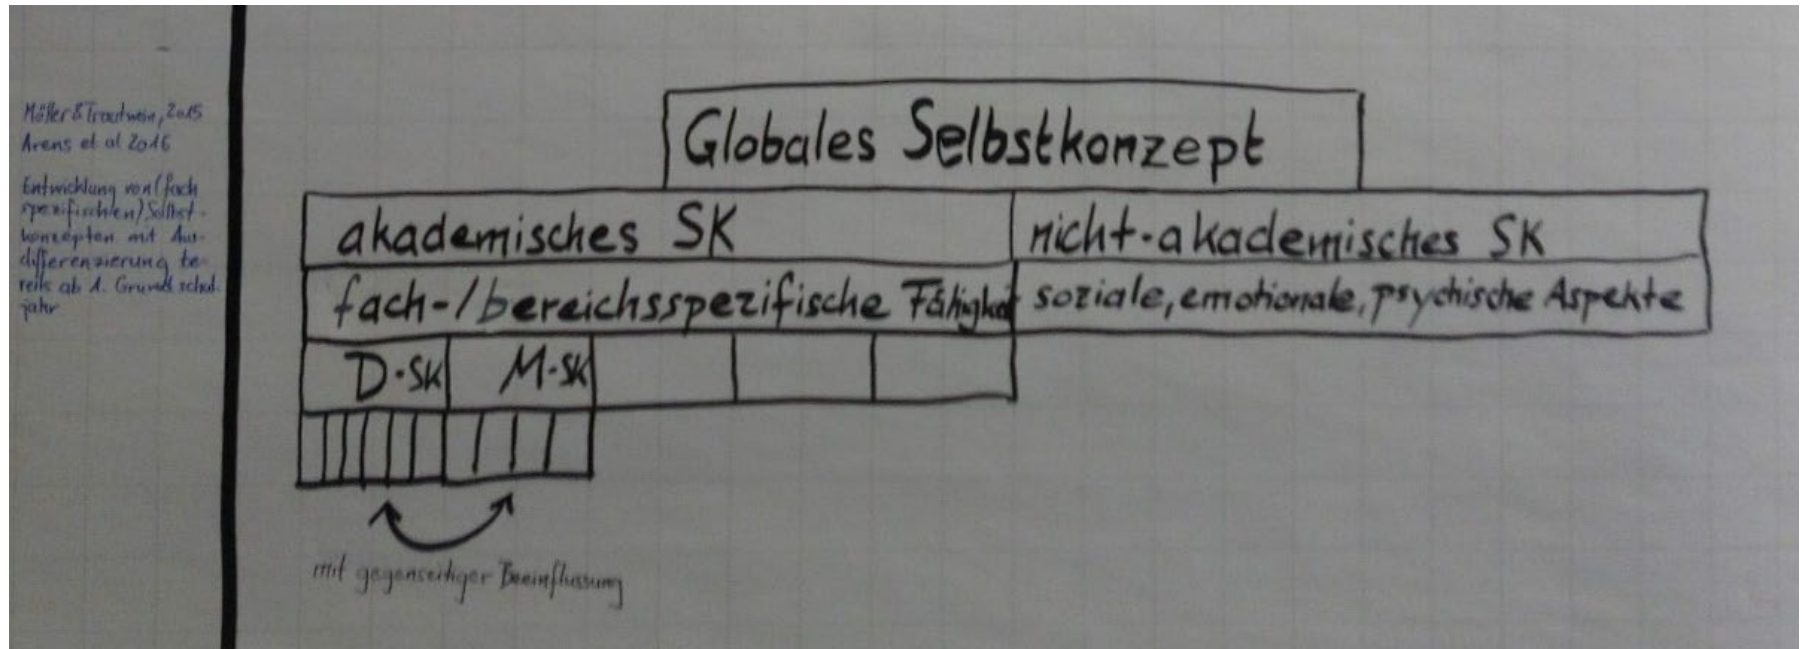 Möller & Trautwein, 2015
Arens et al 2016
Entwicklung von (fach
spezifischen) Selbst-
konzepten mit Aus-
differenzierung be-
reits ab 1. Grundschul-
jahr
Globales Selbstkonzept
akademisches SK
nicht-akademisches SK
fach-/bereichsspezifische Fähigkeit
soziale, emotionale, psychische Aspekte
D-SK
M-SK
mit gegenseitiger Beeinflussung